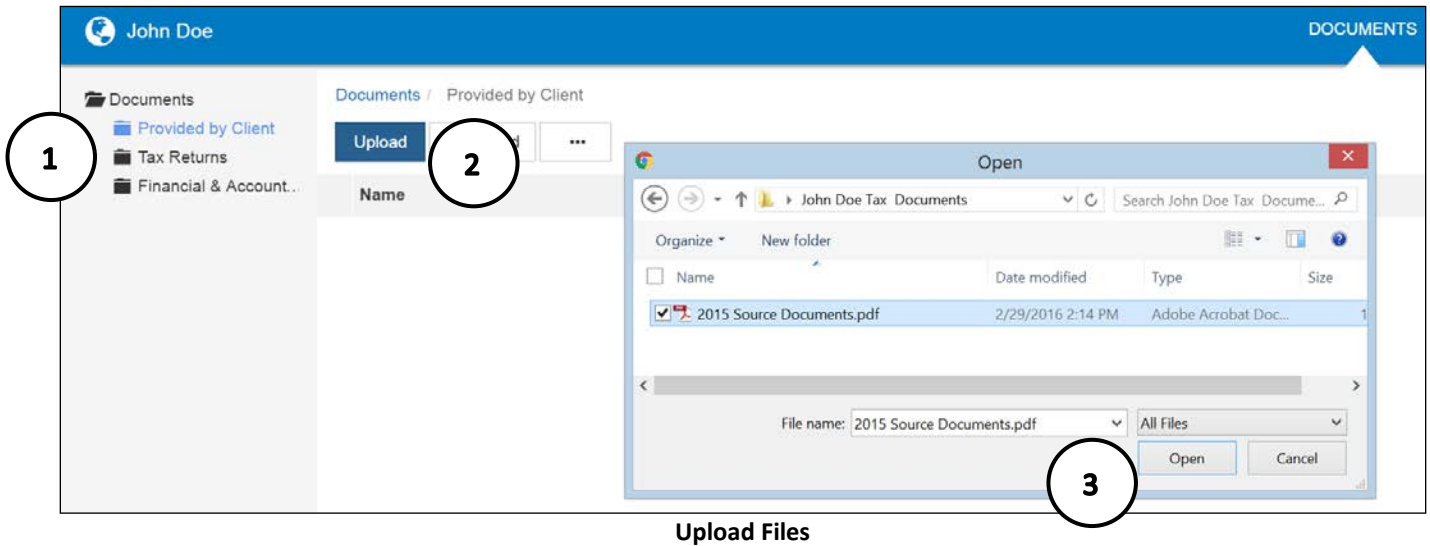 John Doe
DOCUMENTS
Documents
Provided by Client
Tax Returns
Financial & Account..
1
Documents / Provided by Client
Upload
2
...
Name
Open
John Doe Tax Documents
Search John Doe Tax Docume...
Organize
New folder
Name
Date modified
Type
Size
2015 Source Documents.pdf
2/29/2016 2:14 PM
Adobe Acrobat Doc...
1
File name:
2015 Source Documents.pdf
All Files
Open
Cancel
3
Upload Files